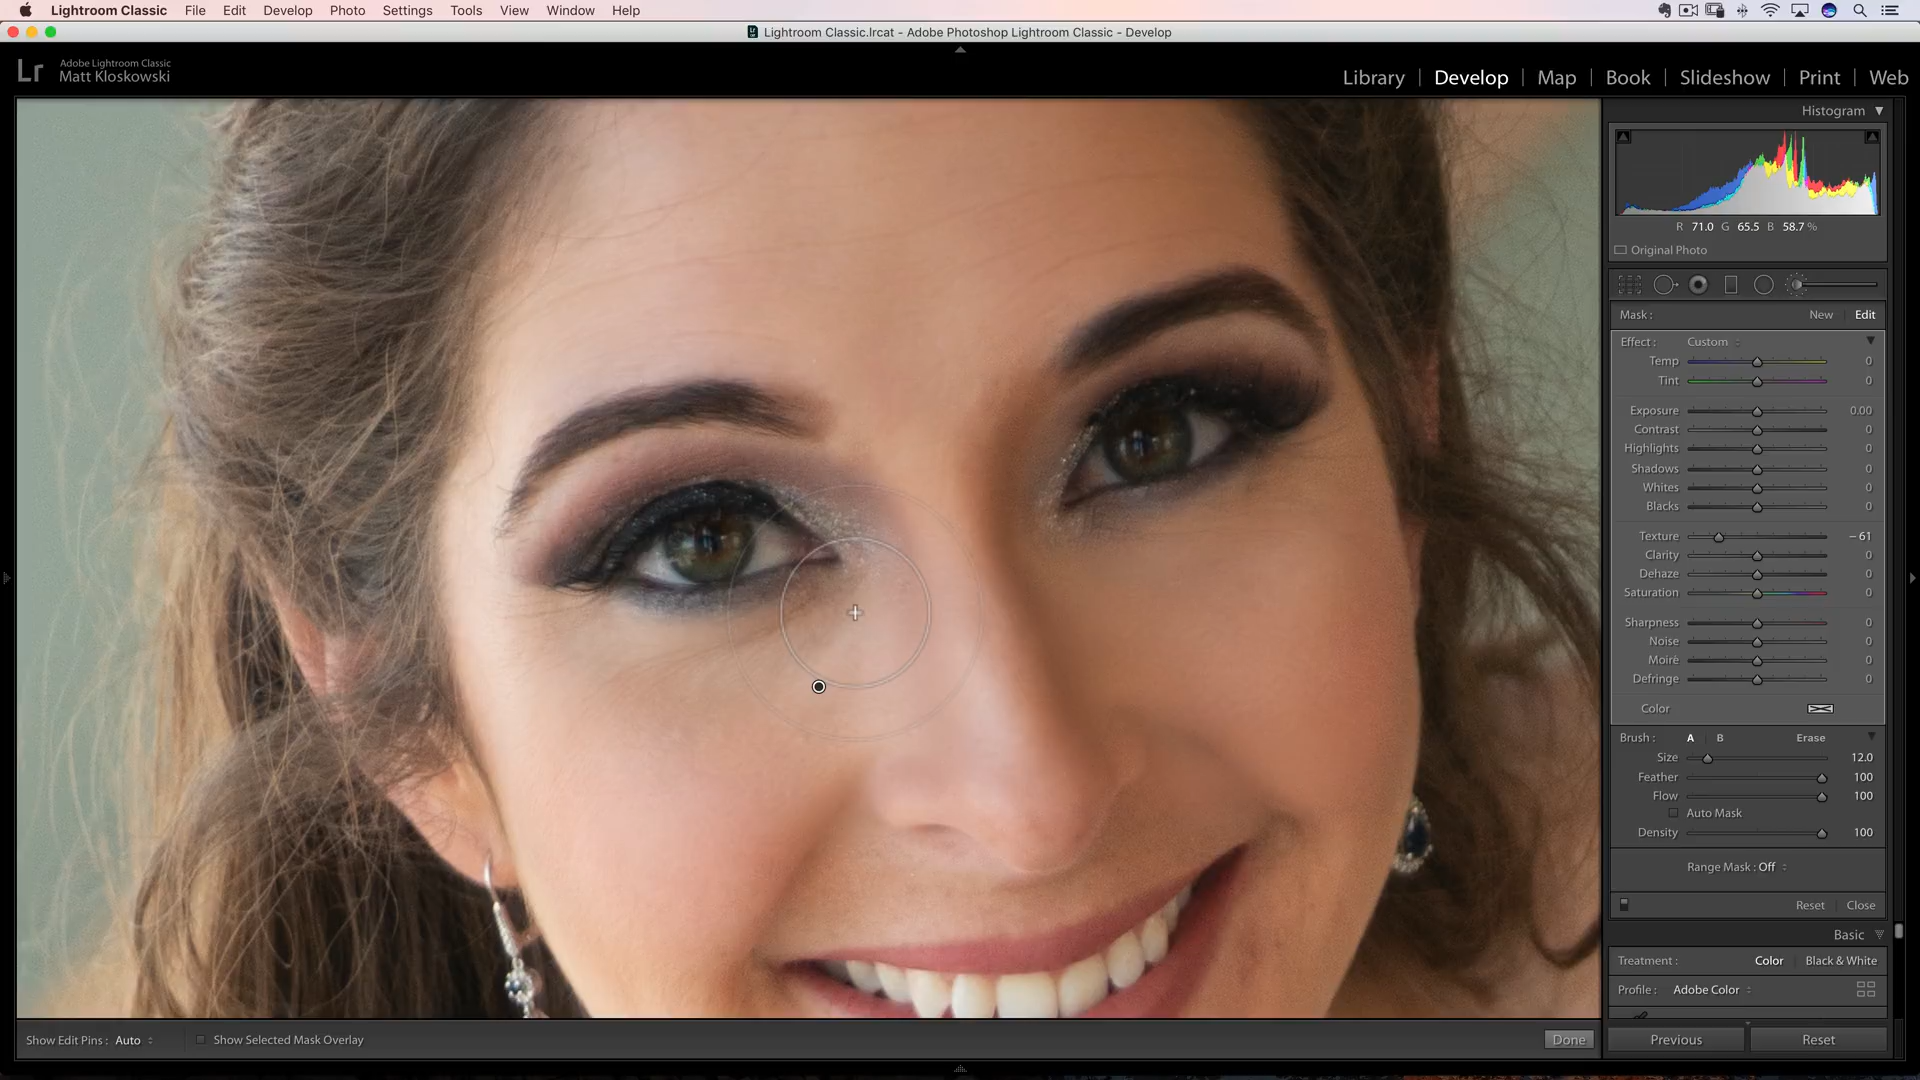 Lightroom Classic File Edit Develop Photo Settings Tools View Window Help
Lightroom Classic.lrcat - Adobe Photoshop Lightroom Classic - Develop
Lr Adobe Lightroom Classic
Matt Kloskowski
Library | Develop | Map | Book | Slideshow | Print | Web
Histogram
R 71.0 G 65.5 B 58.7 %
Original Photo
Mask : New Edit
Effect : Custom
Temp 0
Tint 0
Exposure 0.00
Contrast 0
Highlights 0
Shadows 0
Whites 0
Blacks 0
Texture – 61
Clarity 0
Dehaze 0
Saturation 0
Sharpness 0
Noise 0
Moiré 0
Defringe 0
Color
Brush : A B Erase
Size 12.0
Feather 100
Flow 100
Auto Mask
Density 100
Range Mask : Off
Reset Close
Basic
Treatment : Color Black & White
Profile : Adobe Color
Show Edit Pins : Auto Show Selected Mask Overlay Done Previous Reset